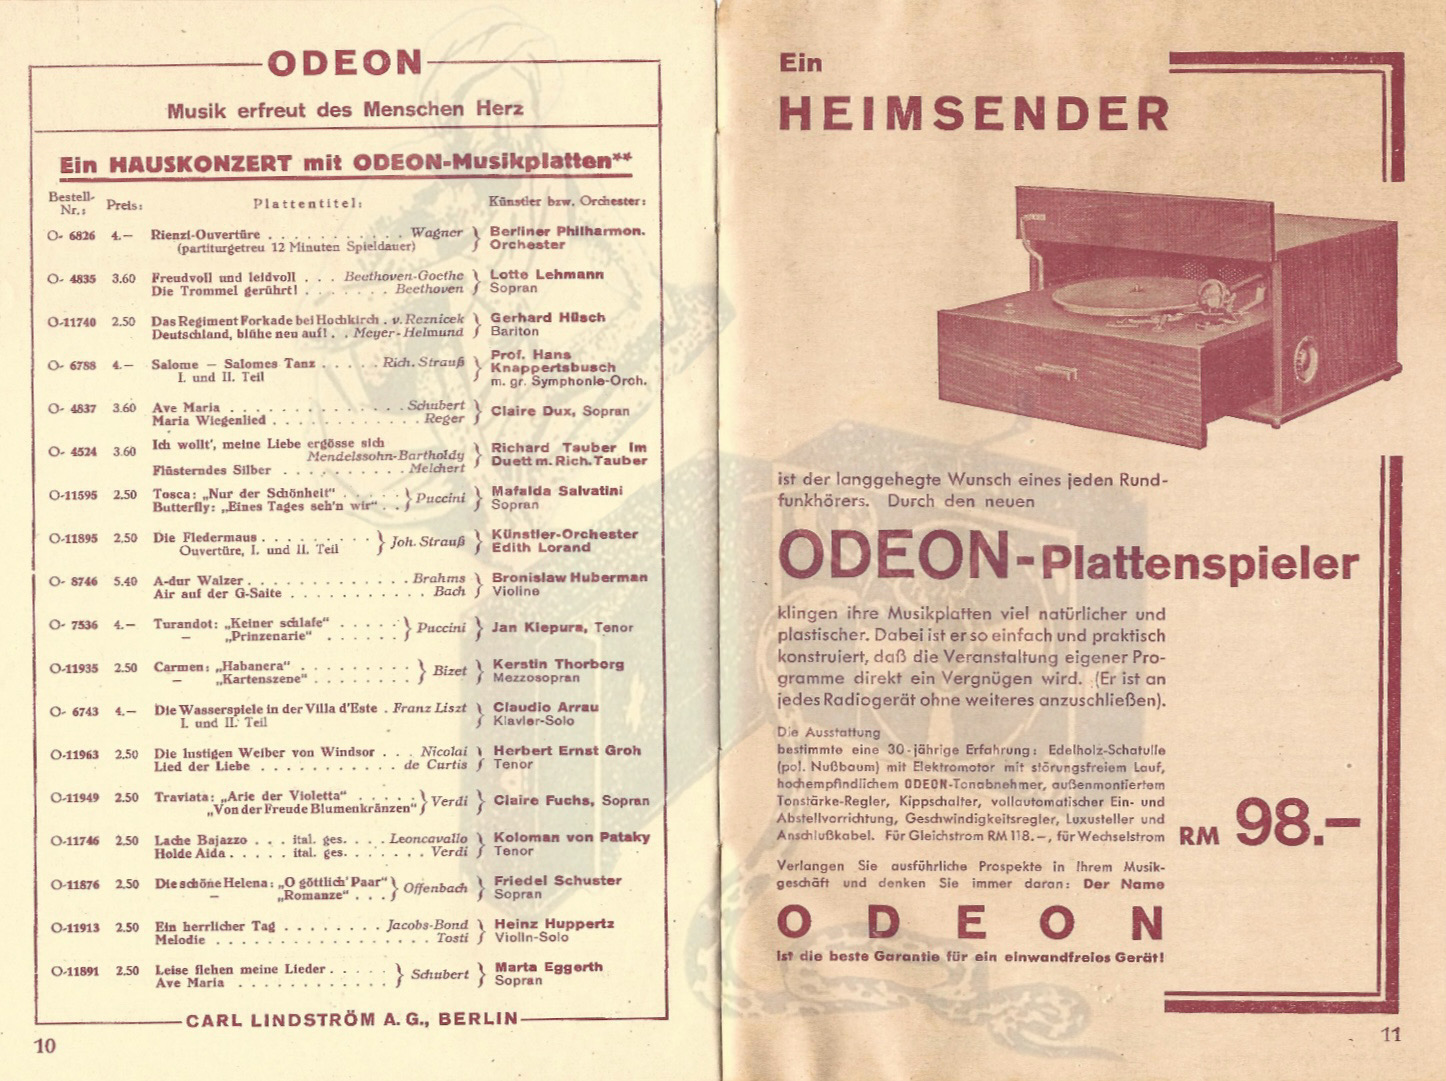 ODEON
Musik erfreut des Menschen Herz
Ein HAUSKONZERT mit ODEON-Musikplatten**
Bestell-Nr.: Preis: Plattentitel: Künstler bzw. Orchester:
O- 6826 4.— Rienzi-Ouvertüre . . . . . . . . . . . Wagner } Berliner Philharmon.
(partiturgetreu 12 Minuten Spieldauer) Orchester
O- 4835 3.60 Freudvoll und leidvoll . . . Beethoven-Goethe } Lotte Lehmann
Die Trommel gerührt! . . . . . . . Beethoven Sopran
O-11740 2.50 Das Regiment Forkade bei Hochkirch . v. Reznicek } Gerhard Hüsch
Deutschland, blühe neu auf! . . Meyer-Helmund Bariton
O- 6788 4.— Salome — Salomes Tanz . . . . . Rich. Strauß } Prof. Hans
I. und II. Teil Knappertsbusch
m. gr. Symphonie-Orch.
O- 4837 3.60 Ave Maria . . . . . . . . . . . . . . Schubert } Claire Dux, Sopran
Maria Wiegenlied . . . . . . . . . . . . Reger
O- 4524 3.60 Ich wollt', meine Liebe ergösse sich
Mendelssohn-Bartholdy } Richard Tauber im
Flüsterndes Silber . . . . . . . . . . Melchert Duett m. Rich. Tauber
O-11595 2.50 Tosca: „Nur der Schönheit" . . . . . } Puccini } Mafalda Salvatini
Butterfly: „Eines Tages seh'n wir" . . Sopran
O-11895 2.50 Die Fledermaus . . . . . . . . . } Joh. Strauß } Künstler-Orchester
Ouvertüre, I. und II. Teil Edith Lorand
O- 8746 5.40 A-dur Walzer . . . . . . . . . . . . . Brahms } Bronislaw Huberman
Air auf der G-Saite . . . . . . . . . . . Bach Violine
O- 7536 4.— Turandot: „Keiner schlafe" . . . . . } Puccini } Jan Kiepura, Tenor
— „Prinzenarie" . . . . . .
O-11935 2.50 Carmen: „Habanera" . . . . . . . . . } Bizet } Kerstin Thorborg
— „Kartenszene" . . . . . . . . Mezzosopran
O- 6743 4.— Die Wasserspiele in der Villa d'Este . Franz Liszt } Claudio Arrau
I. und II. Teil Klavier-Solo
O-11963 2.50 Die lustigen Weiber von Windsor . . . Nicolai } Herbert Ernst Groh
Lied der Liebe . . . . . . . . . . . de Curtis Tenor
O-11949 2.50 Traviata: „Arie der Violetta" . . . . . } Verdi } Claire Fuchs, Sopran
„Von der Freude Blumenkränzen"
O-11746 2.50 Lache Bajazzo . . . ital. ges. . . . Leoncavallo } Koloman von Pataky
Holde Aida . . . . . ital. ges. . . . . . . . Verdi Tenor
O-11876 2.50 Die schöne Helena: „O göttlich' Paar" } Offenbach } Friedel Schuster
— „Romanze" . . . Sopran
O-11913 2.50 Ein herrlicher Tag . . . . . . . . Jacobs-Bond } Heinz Huppertz
Melodie . . . . . . . . . . . . . . . . . Tosti Violin-Solo
O-11891 2.50 Leise flehen meine Lieder . . . . . } Schubert } Marta Eggerth
Ave Maria . . . . . . . . . . . . Sopran
CARL LINDSTRÖM A. G., BERLIN
10
Ein
HEIMSENDER
ist der langgehegte Wunsch eines jeden Rund-
funkhörers. Durch den neuen
ODEON-Plattenspieler
klingen ihre Musikplatten viel natürlicher und
plastischer. Dabei ist er so einfach und praktisch
konstruiert, daß die Veranstaltung eigener Pro-
gramme direkt ein Vergnügen wird. (Er ist an
jedes Radiogerät ohne weiteres anzuschließen).
Die Ausstattung
bestimmte eine 30-jährige Erfahrung: Edelholz-Schatulle
(pol. Nußbaum) mit Elektromotor mit störungsfreiem Lauf,
hochempfindlichem ODEON-Tonabnehmer, außenmontiertem
Tonstärke-Regler, Kippschalter, vollautomatischer Ein- und
Abstellvorrichtung, Geschwindigkeitsregler, Luxusteller und
Anschlußkabel. Für Gleichstrom RM 118.—, für Wechselstrom RM 98.—
Verlangen Sie ausführliche Prospekte in Ihrem Musik-
geschäft und denken Sie immer daran: Der Name
ODEON
ist die beste Garantie für ein einwandfreies Gerät!
11